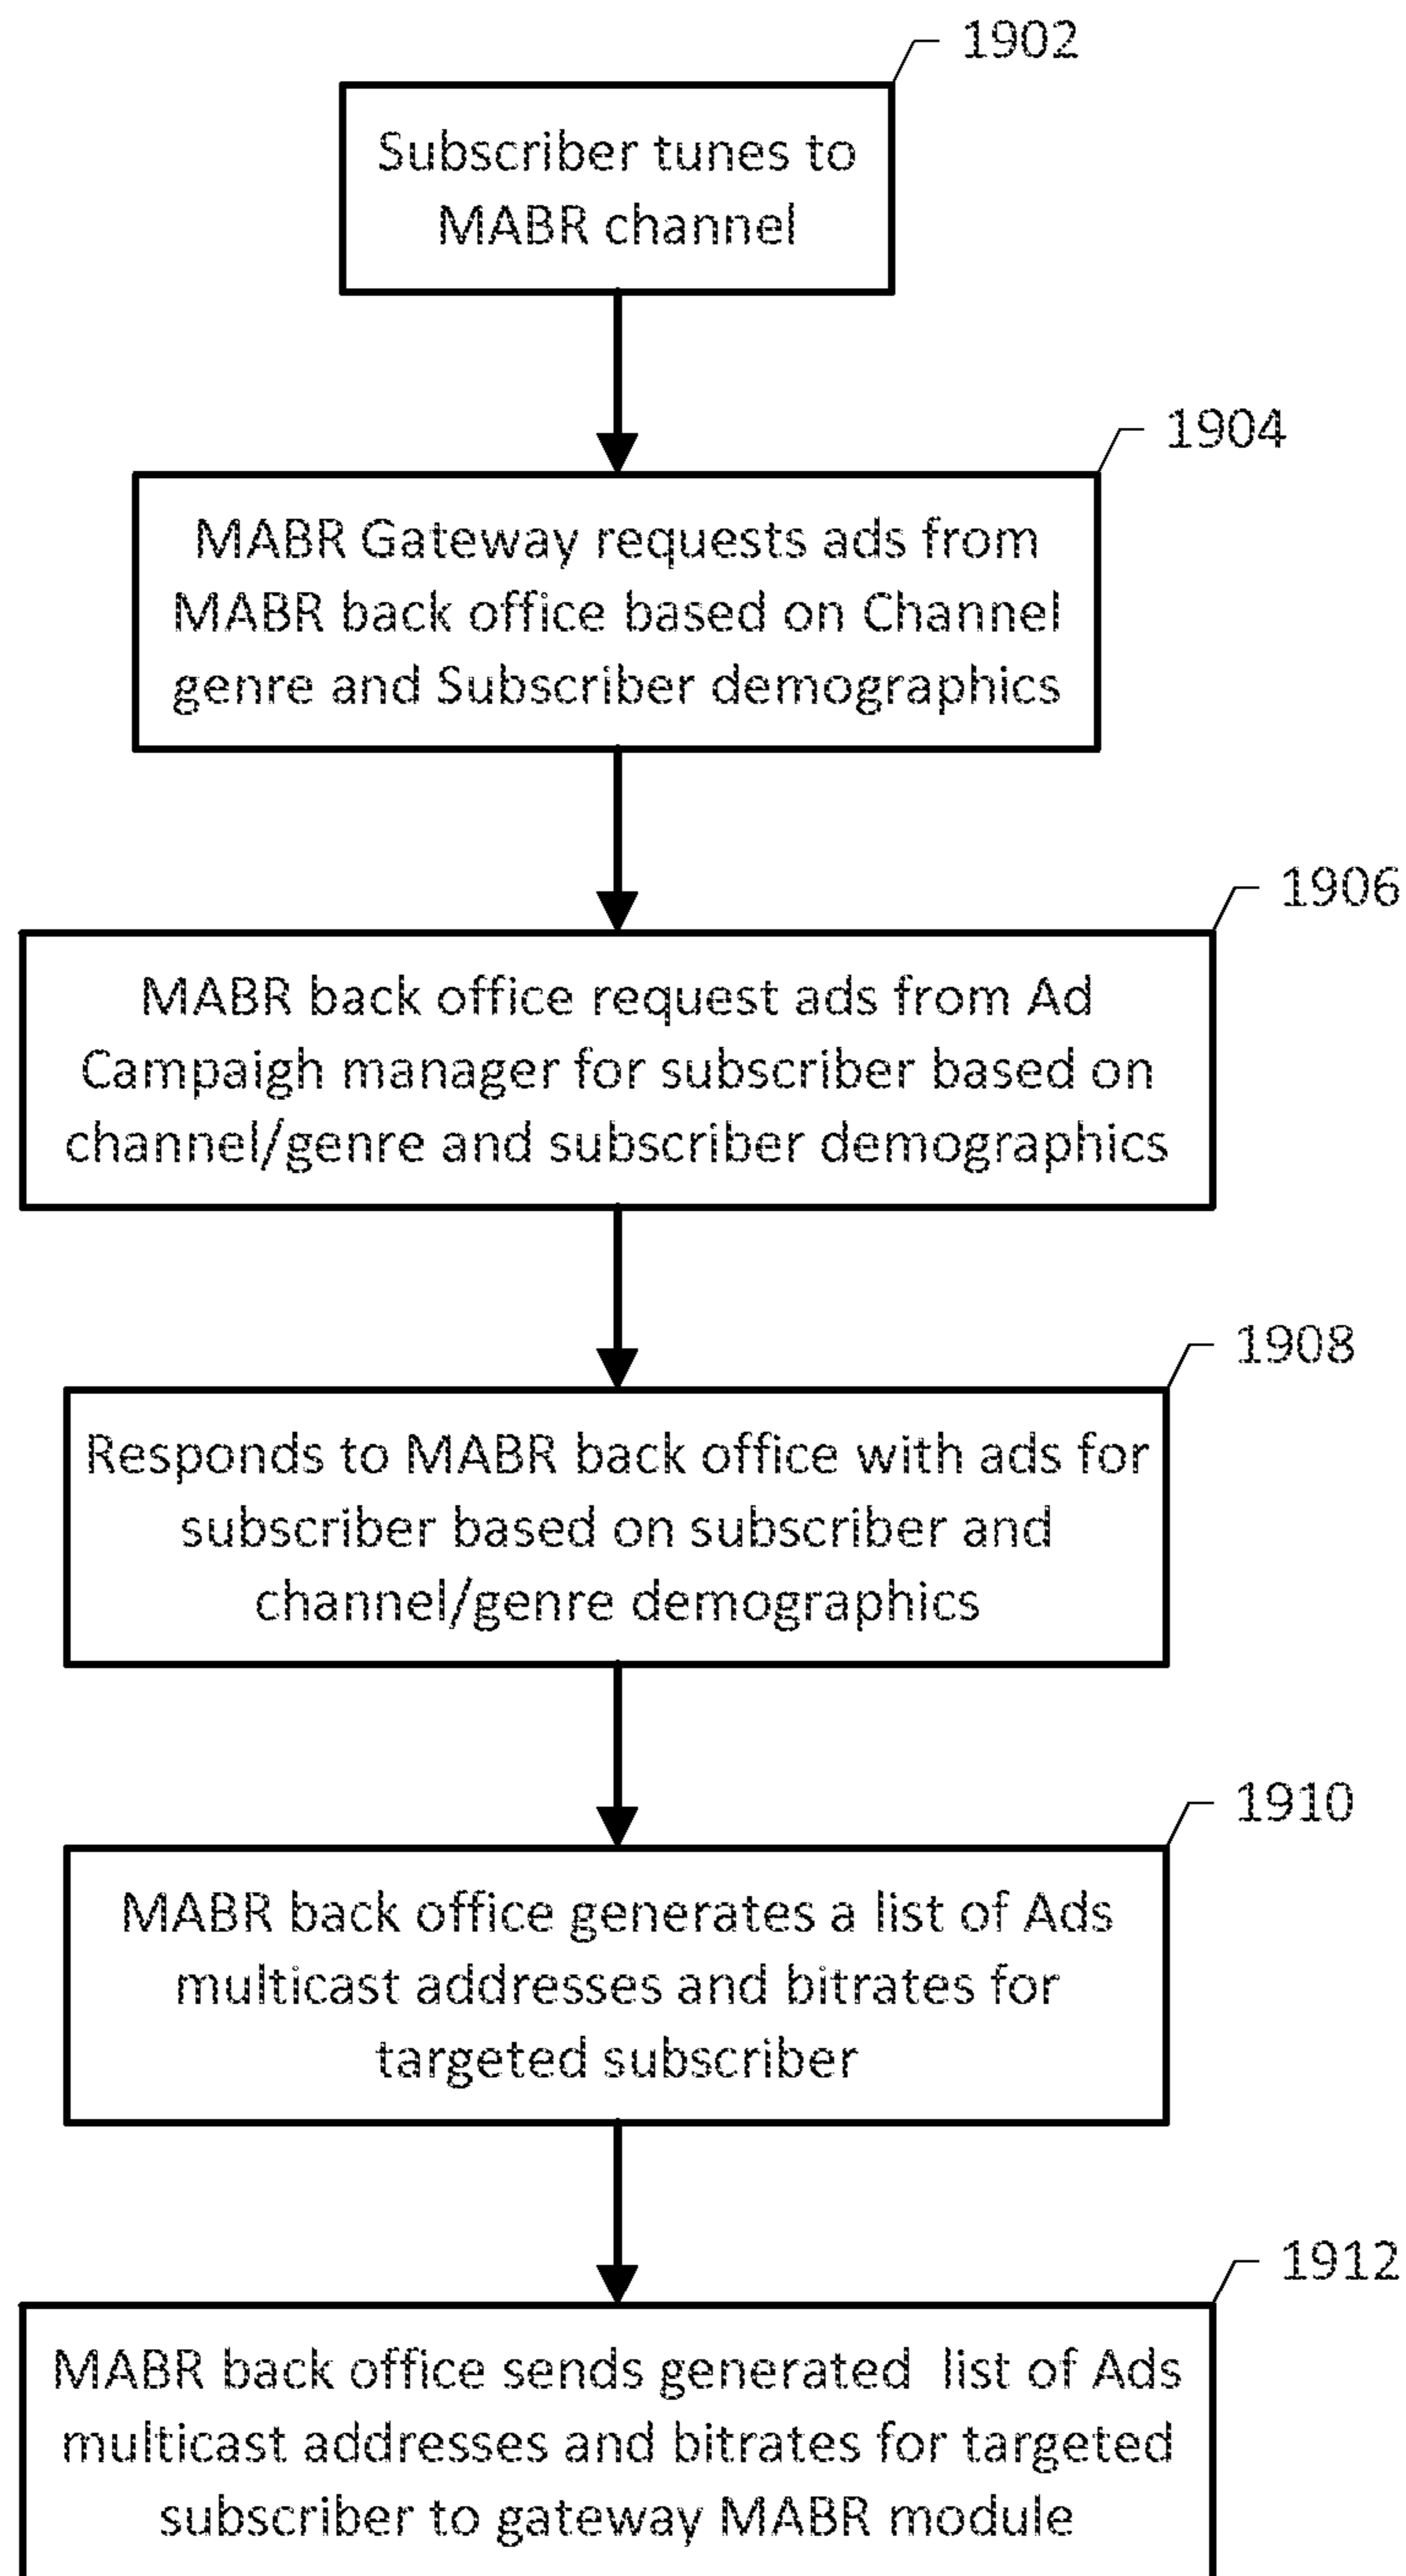 1902
Subscriber tunes to
MABR channel
1904
MABR Gateway requests ads from
MABR back office based on Channel
genre and Subscriber demographics
1906
MABR back office request ads from Ad
Campaigh manager for subscriber based on
channel/genre and subscriber demographics
1908
Responds to MABR back office with ads for
subscriber based on subscriber and
channel/genre demographics
1910
MABR back office generates a list of Ads
multicast addresses and bitrates for
targeted subscriber
1912
MABR back office sends generated  list of Ads
multicast addresses and bitrates for targeted
subscriber to gateway MABR module